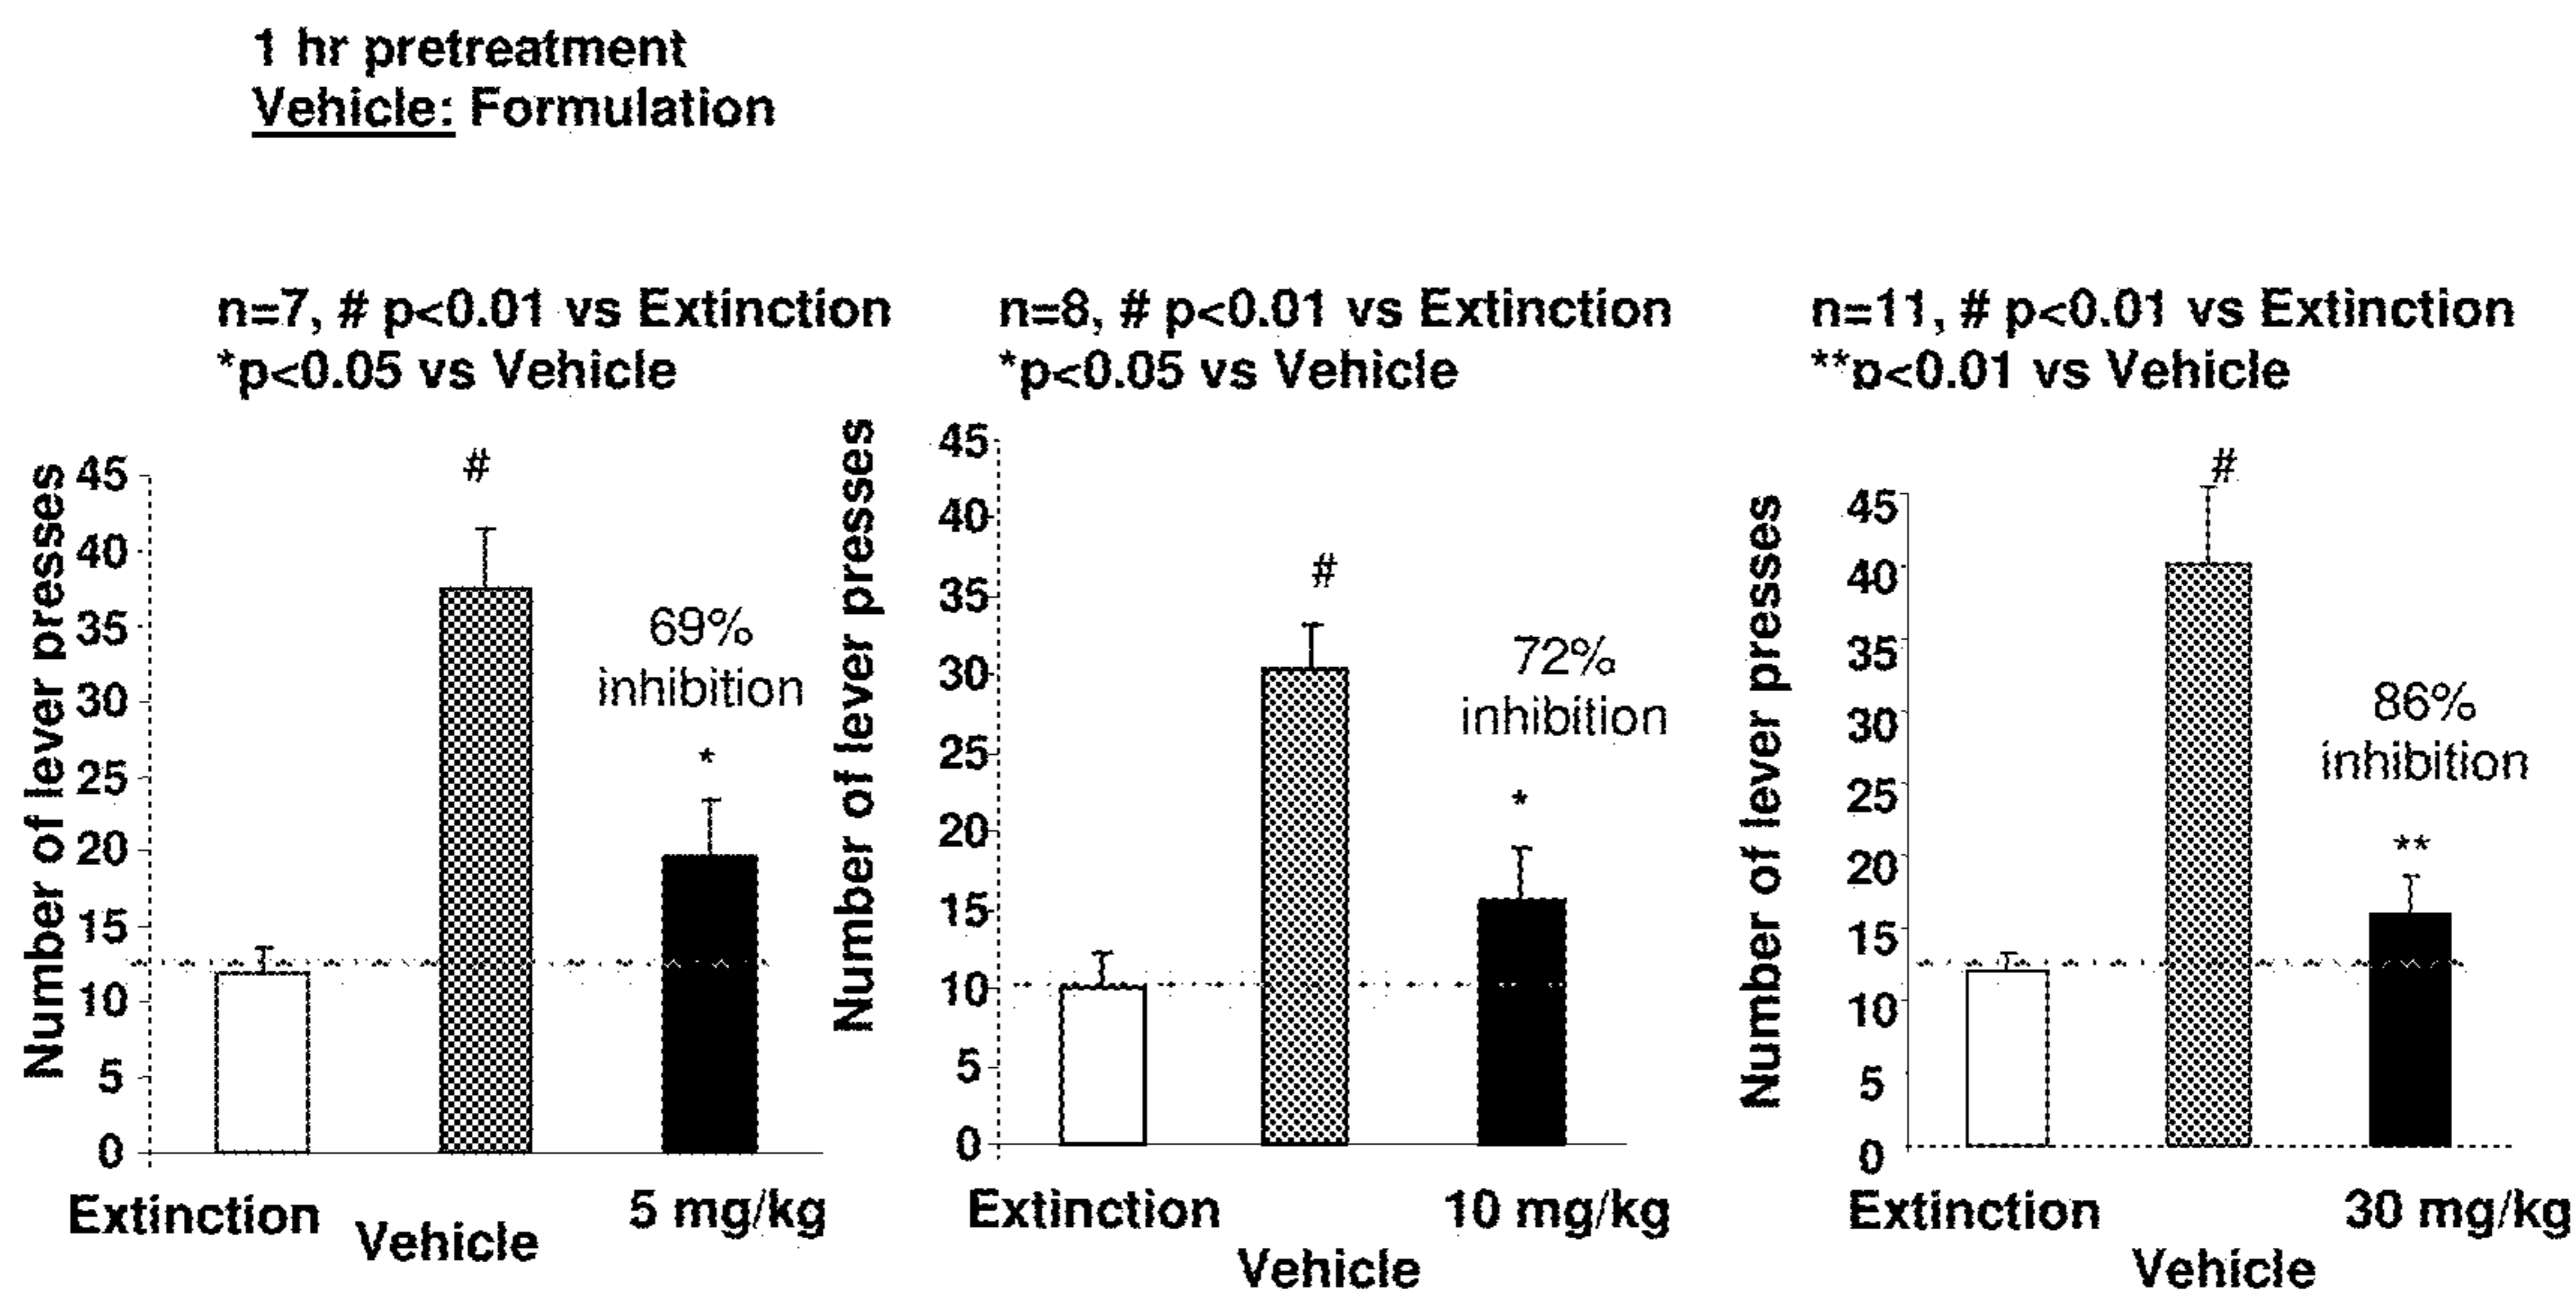 1 hr pretreatment
Vehicle: Formulation
n=7, # p<0.01 vs Extinction
*p<0.05 vs Vehicle
Number of lever presses
45
40
35
30
25
20
15
10
5
0
#
69%
inhibition
*
Extinction
Vehicle
5 mg/kg
n=8, # p<0.01 vs Extinction
*p<0.05 vs Vehicle
Number of lever presses
45
40
35
30
25
20
15
10
5
0
#
72%
inhibition
*
Extinction
Vehicle
10 mg/kg
n=11, # p<0.01 vs Extinction
**p<0.01 vs Vehicle
Number of lever presses
45
40
35
30
25
20
15
10
5
0
#
86%
inhibition
**
Extinction
Vehicle
30 mg/kg